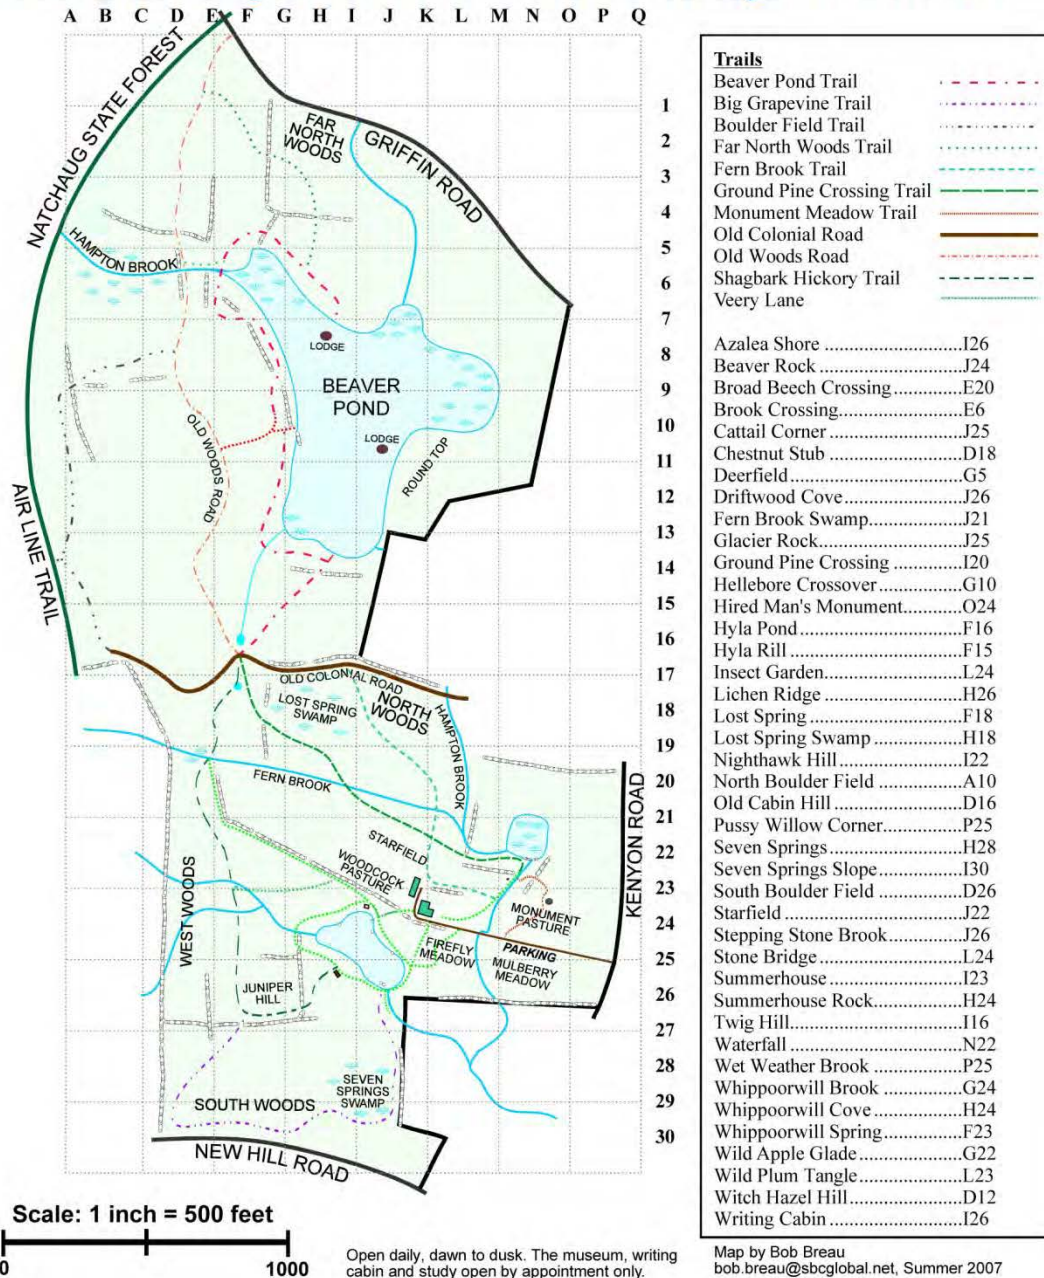 A B C D E F G H I J K L M N O P Q
1
2
3
4
5
6
7
8
9
10
11
12
13
14
15
16
17
18
19
20
21
22
23
24
25
26
27
28
29
30
NATCHAUG STATE FOREST
FAR
NORTH
WOODS
GRIFFIN ROAD
HAMPTON BROOK
LODGE
BEAVER
POND
OLD WOODS ROAD
LODGE
ROUND TOP
AIR LINE TRAIL
OLD COLONIAL ROAD
LOST SPRING
SWAMP
NORTH
WOODS
HAMPTON BROOK
FERN BROOK
STARFIELD
WOODCOCK
PASTURE
KENYON ROAD
WEST WOODS
MONUMENT
PASTURE
FIREFLY
MEADOW
PARKING
MULBERRY
MEADOW
JUNIPER
HILL
SEVEN
SPRINGS
SWAMP
SOUTH WOODS
NEW HILL ROAD
Scale: 1 inch = 500 feet
0 1000
Open daily, dawn to dusk. The museum, writing
cabin and study open by appointment only.
Trails
Beaver Pond Trail
Big Grapevine Trail
Boulder Field Trail
Far North Woods Trail
Fern Brook Trail
Ground Pine Crossing Trail
Monument Meadow Trail
Old Colonial Road
Old Woods Road
Shagbark Hickory Trail
Veery Lane
Azalea Shore ..........................I26
Beaver Rock ..........................J24
Broad Beech Crossing.............E20
Brook Crossing.......................E6
Cattail Corner .........................J25
Chestnut Stub .........................D18
Deerfield ................................G5
Driftwood Cove......................J26
Fern Brook Swamp.................J21
Glacier Rock...........................J25
Ground Pine Crossing .............I20
Hellebore Crossover................G10
Hired Man's Monument...........O24
Hyla Pond ..............................F16
Hyla Rill ................................F15
Insect Garden..........................L24
Lichen Ridge ..........................H26
Lost Spring .............................F18
Lost Spring Swamp .................H18
Nighthawk Hill........................I22
North Boulder Field .................A10
Old Cabin Hill .........................D16
Pussy Willow Corner...............P25
Seven Springs..........................H28
Seven Springs Slope................I30
South Boulder Field .................D26
Starfield ..................................J22
Stepping Stone Brook..............J26
Stone Bridge ...........................L24
Summerhouse .........................I23
Summerhouse Rock.................H24
Twig Hill.................................I16
Waterfall .................................N22
Wet Weather Brook .................P25
Whippoorwill Brook ................G24
Whippoorwill Cove ..................H24
Whippoorwill Spring................F23
Wild Apple Glade ....................G22
Wild Plum Tangle ....................L23
Witch Hazel Hill.......................D12
Writing Cabin ..........................I26
Map by Bob Breau
bob.breau@sbcglobal.net, Summer 2007